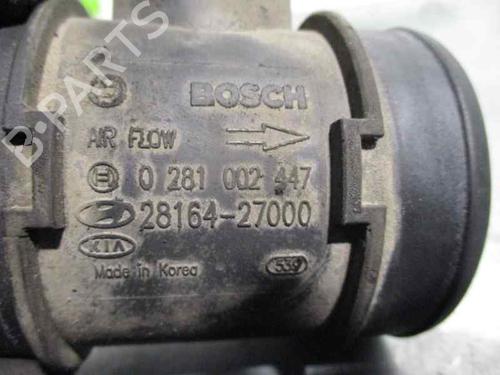 BOSCH
AIR FLOW
0 281 002 447
28164-27000
KIA
Made in Korea
539
B-PARTS